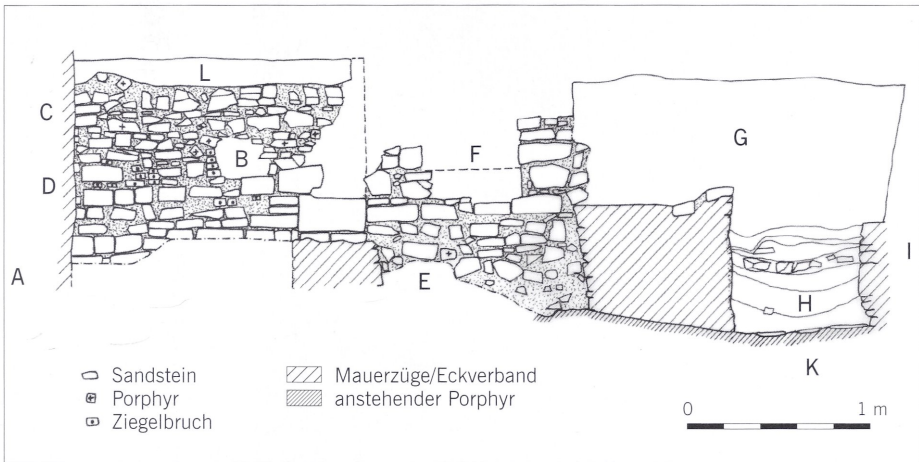 L
C
G
F
B
D
I
A
E
H
K
Sandstein
Porphyr
Ziegelbruch
Mauerzüge/Eckverband
anstehender Porphyr
0 1 m